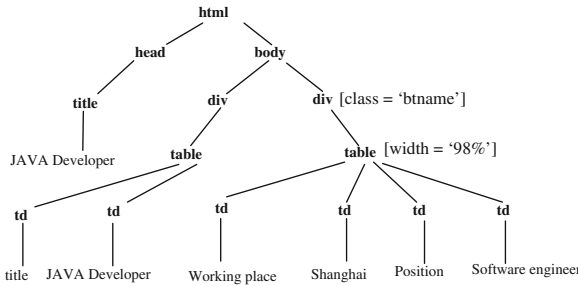 html
head
body
title
div
div [class = ‘btname’]
JAVA Developer
table
table [width = ‘98%’]
td
td
td
td
td
td
title
JAVA Developer
Working place
Shanghai
Position
Software engineer